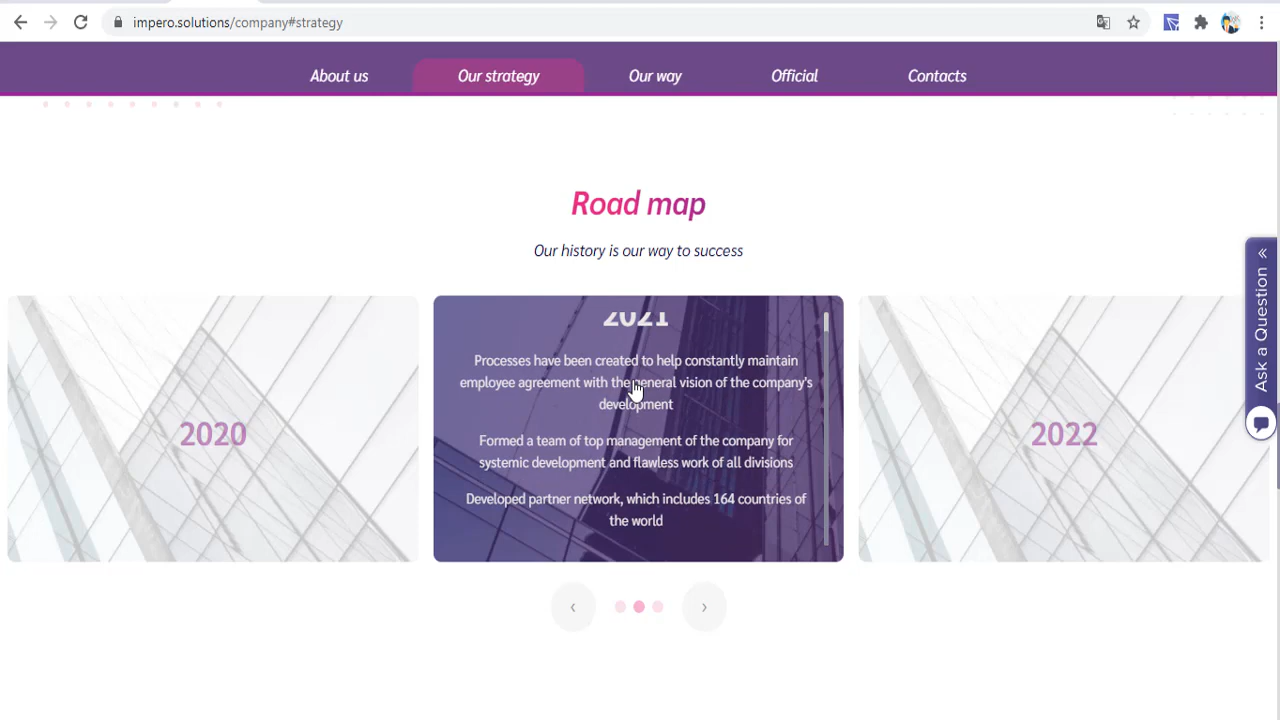 impero.solutions/company#strategy
About us
Our strategy
Our way
Official
Contacts
Road map
Our history is our way to success
2020
2021
Processes have been created to help constantly maintain
employee agreement with the general vision of the company's
development
Formed a team of top management of the company for
systemic development and flawless work of all divisions
Developed partner network, which includes 164 countries of
the world
2022
Ask a Question